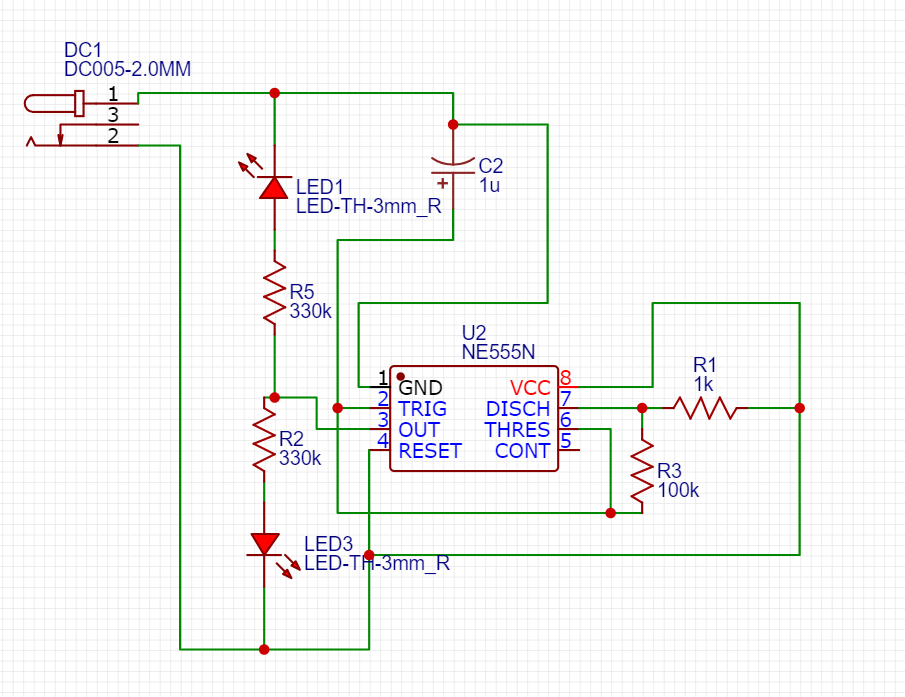 DC1
DC005-2.0MM
1
3
2
LED1
LED-TH-3mm_R
C2
1u
+
R5
330k
U2
NE555N
1 GND
2 TRIG
3 OUT
4 RESET
VCC 8
DISCH 7
THRES 6
CONT 5
R1
1k
R2
330k
R3
100k
LED3
LED-TH-3mm_R